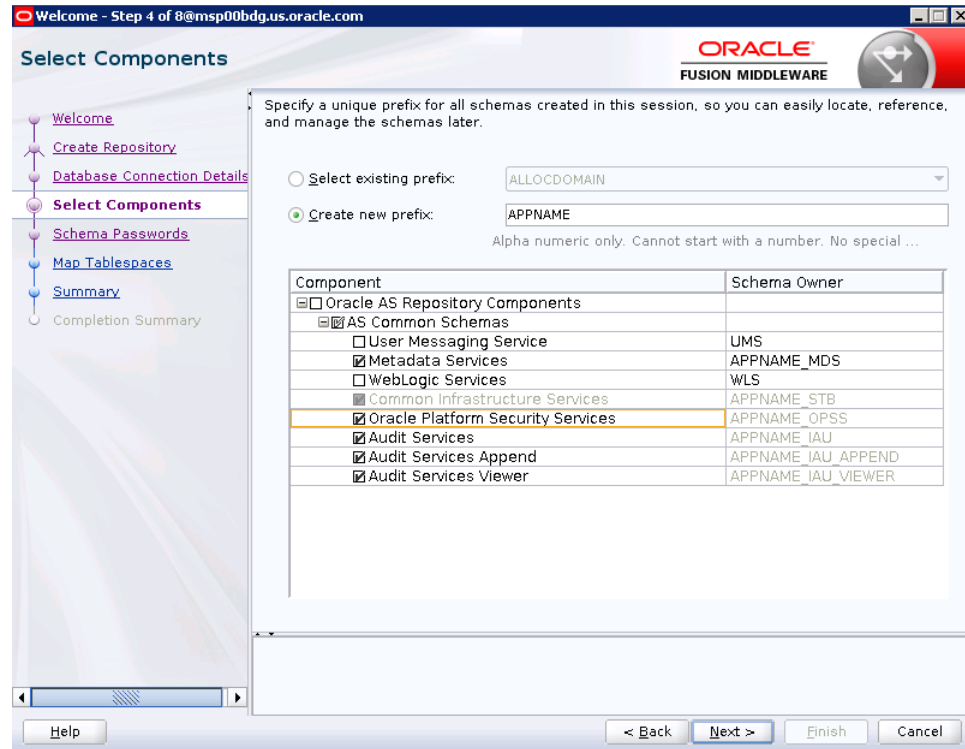 Welcome - Step 4 of 8@msp00bdg.us.oracle.com
Select Components
ORACLE
FUSION MIDDLEWARE
Welcome
Create Repository
Database Connection Details
Select Components
Schema Passwords
Map Tablespaces
Summary
Completion Summary
Specify a unique prefix for all schemas created in this session, so you can easily locate, reference,
and manage the schemas later.
Select existing prefix: ALLOCDOMAIN
Create new prefix: APPNAME
Alpha numeric only. Cannot start with a number. No special ...
Component Schema Owner
Oracle AS Repository Components
AS Common Schemas
User Messaging Service UMS
Metadata Services APPNAME_MDS
WebLogic Services WLS
Common Infrastructure Services APPNAME_STB
Oracle Platform Security Services APPNAME_OPSS
Audit Services APPNAME_IAU
Audit Services Append APPNAME_IAU_APPEND
Audit Services Viewer APPNAME_IAU_VIEWER
Help < Back Next > Finish Cancel